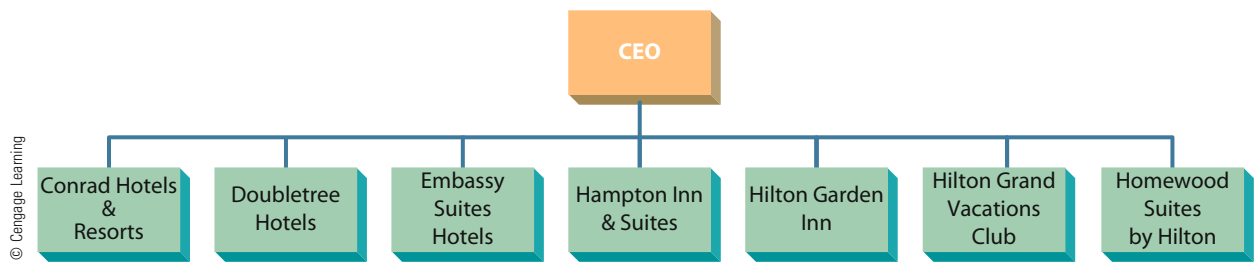 CEO
Conrad Hotels
&
Resorts
Doubletree
Hotels
Embassy
Suites
Hotels
Hampton Inn
& Suites
Hilton Garden
Inn
Hilton Grand
Vacations
Club
Homewood
Suites
by Hilton
© Cengage Learning